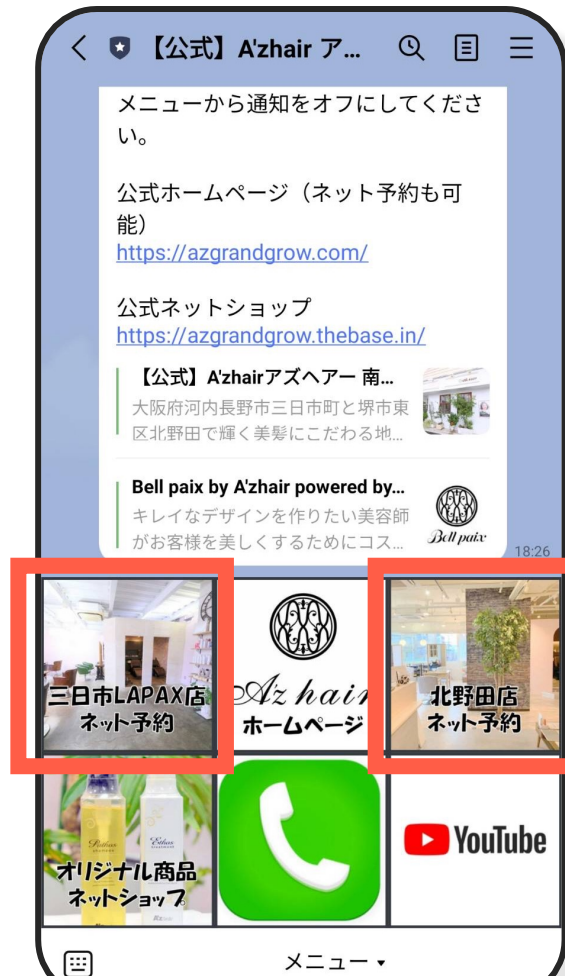 【公式】A'zhair ア...
メニューから通知をオフにしてくださ
い。
公式ホームページ（ネット予約も可
能）
https://azgrandgrow.com/
公式ネットショップ
https://azgrandgrow.thebase.in/
【公式】A'zhairアズヘアー 南...
大阪府河内長野市三日市町と堺市東
区北野田で輝く美髪にこだわる地...
Bell paix by A'zhair powered by...
キレイなデザインを作りたい美容師
がお客様を美しくするためにコス...
Bell paix
18:26
三日市LAPAX店
ネット予約
Az hair
ホームページ
北野田店
ネット予約
オリジナル商品
ネットショップ
YouTube
メニュー▼